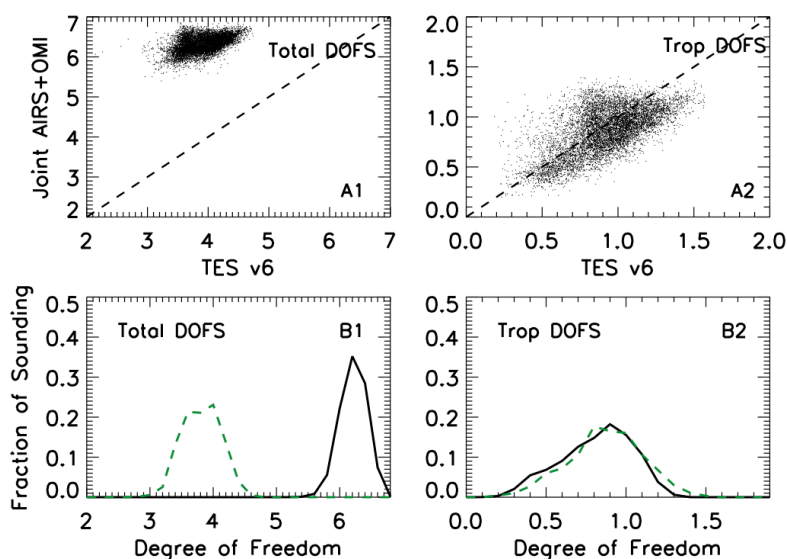 Joint AIRS+OMI
7
6
5
4
3
2
Total DOFS
A1
2 3 4 5 6 7
TES v6
2.0
1.5
1.0
0.5
0.0
Trop DOFS
A2
0.0 0.5 1.0 1.5 2.0
TES v6
Fraction of Sounding
0.5
0.4
0.3
0.2
0.1
0.0
Total DOFS
B1
2 3 4 5 6
Degree of Freedom
0.5
0.4
0.3
0.2
0.1
0.0
Trop DOFS
B2
0.0 0.5 1.0 1.5
Degree of Freedom